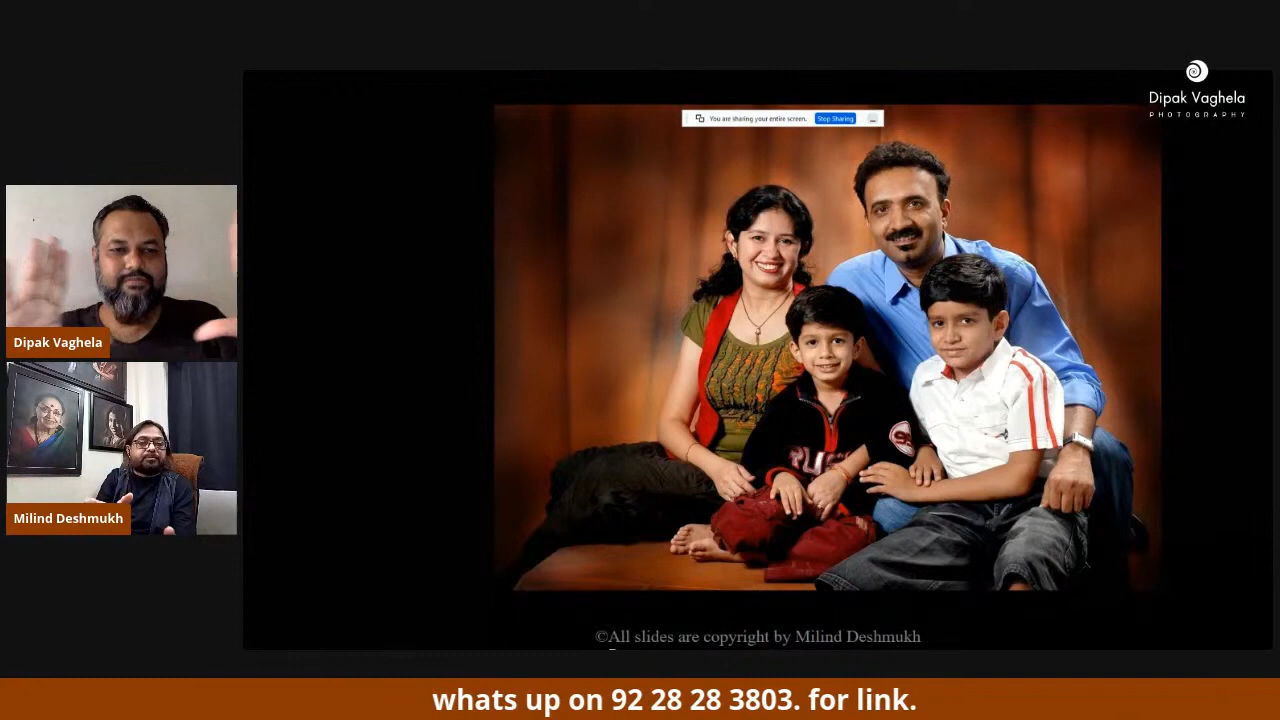 Dipak Vaghela
PHOTOGRAPHY
You are sharing your entire screen. Stop Sharing
Dipak Vaghela
Milind Deshmukh
©All slides are copyright by Milind Deshmukh
whats up on 92 28 28 3803. for link.